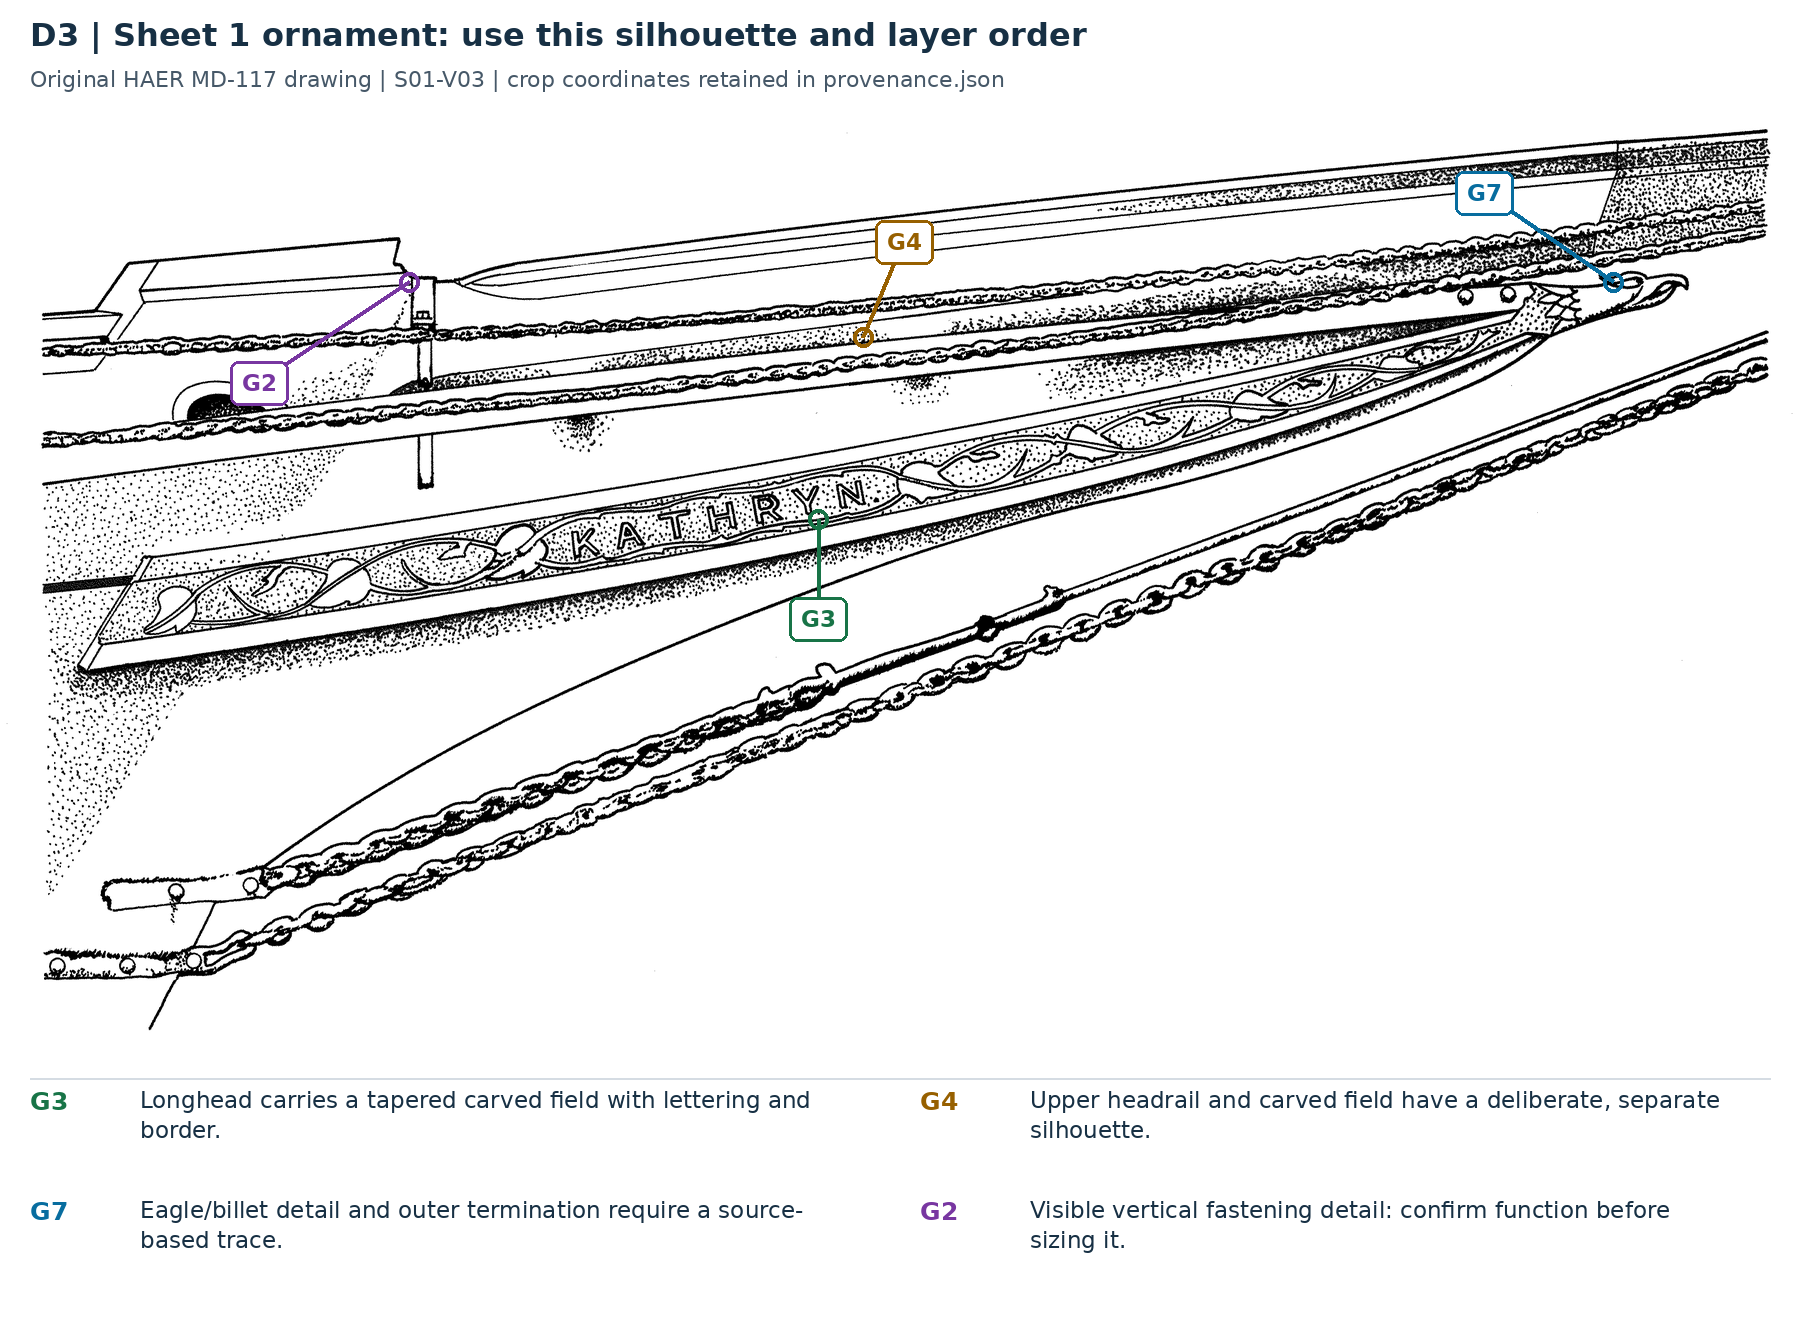 D3 | Sheet 1 ornament: use this silhouette and layer order
Original HAER MD-117 drawing | S01-V03 | crop coordinates retained in provenance.json
G7
G4
G2
KATHRYN
G3
G3 Longhead carries a tapered carved field with lettering and
border.
G4 Upper headrail and carved field have a deliberate, separate
silhouette.
G7 Eagle/billet detail and outer termination require a source-
based trace.
G2 Visible vertical fastening detail: confirm function before
sizing it.